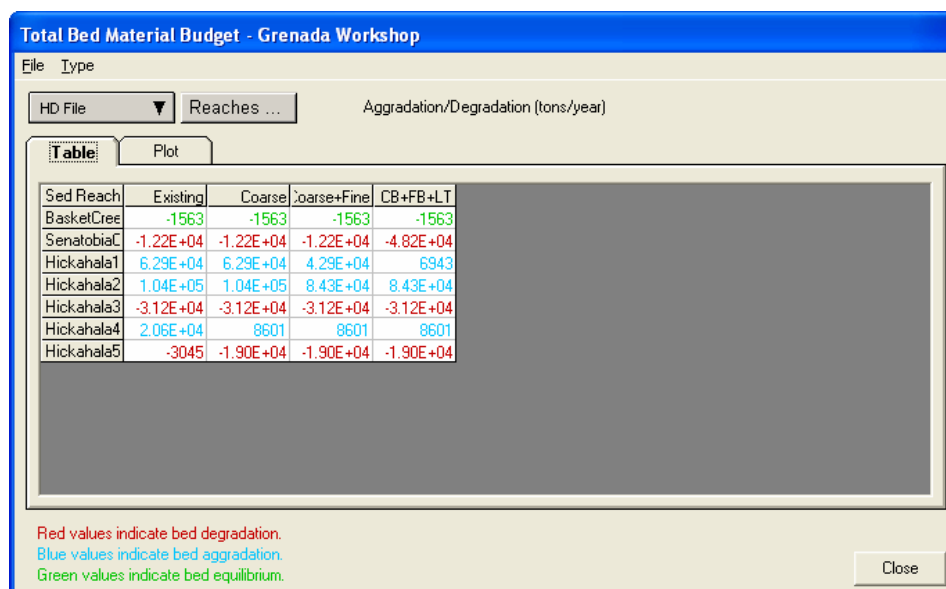 Total Bed Material Budget - Grenada Workshop
File Type
HD File ▼ Reaches ... Aggradation/Degradation (tons/year)
Table Plot
Sed Reach Existing Coarse Coarse+Fine CB+FB+LT
BasketCree -1563 -1563 -1563 -1563
SenatobiaC -1.22E+04 -1.22E+04 -1.22E+04 -4.82E+04
Hickahala1 6.29E+04 6.29E+04 4.29E+04 6943
Hickahala2 1.04E+05 1.04E+05 8.43E+04 8.43E+04
Hickahala3 -3.12E+04 -3.12E+04 -3.12E+04 -3.12E+04
Hickahala4 2.06E+04 8601 8601 8601
Hickahala5 -3045 -1.90E+04 -1.90E+04 -1.90E+04
Red values indicate bed degradation.
Blue values indicate bed aggradation.
Green values indicate bed equilibrium.
Close